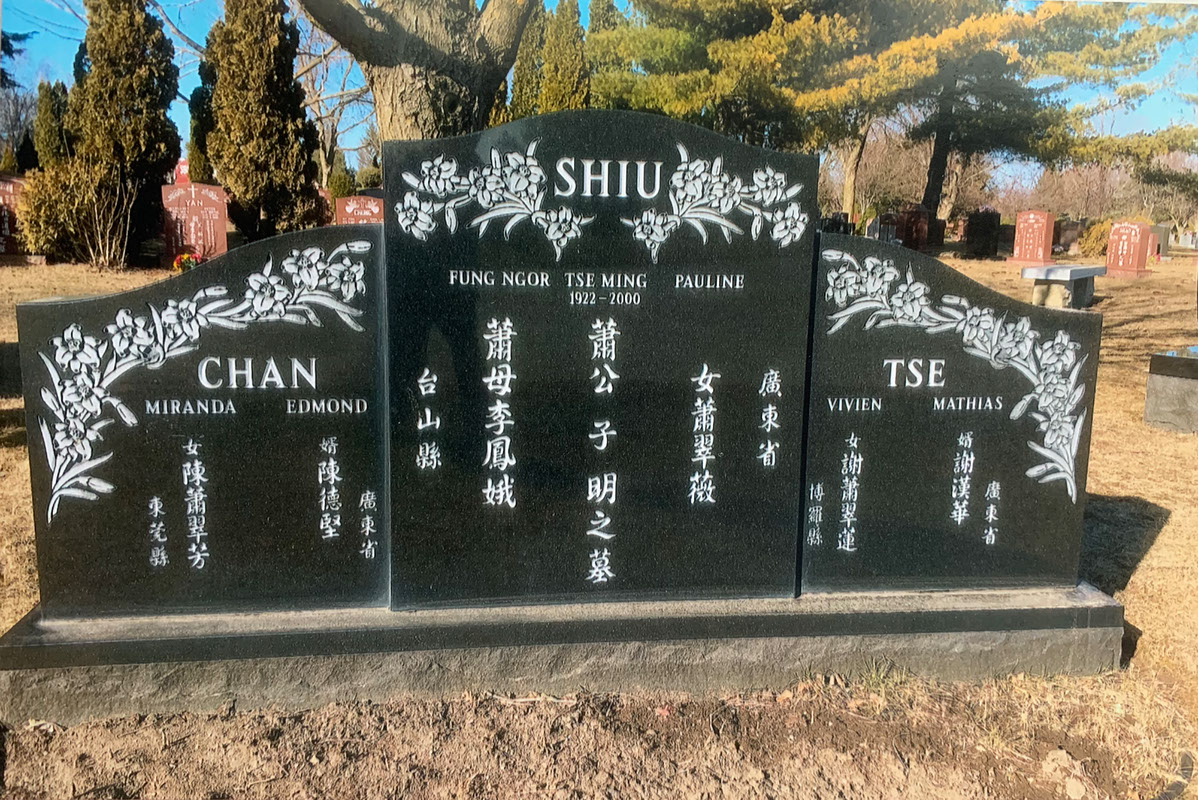 SHIU
FUNG NGOR TSE MING PAULINE
1922-2000
廣東省
女蕭翠薇
蕭公子明之墓
蕭母李鳳娥
台山縣
CHAN
MIRANDA EDMOND
廣東省
婿陳德堅
女陳蕭翠芳
東莞縣
TSE
VIVIEN MATHIAS
廣東省
婿謝漢華
女謝蕭翠蓮
博羅縣
YAN